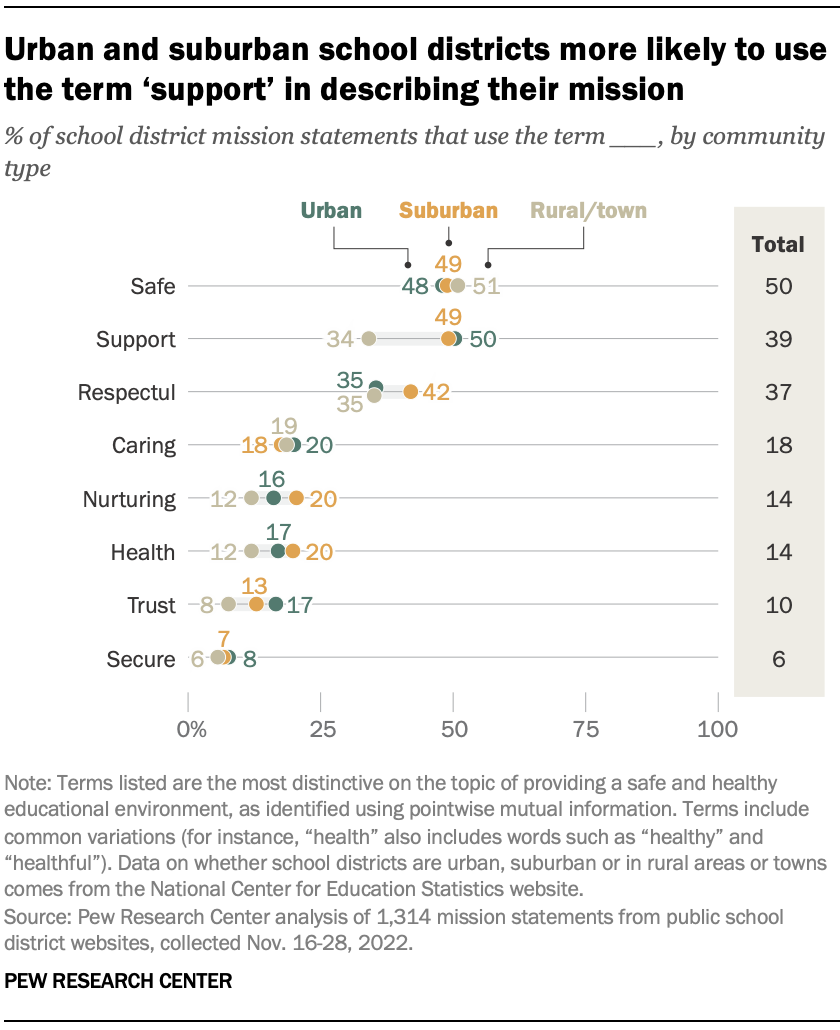 Urban and suburban school districts more likely to use
the term ‘support’ in describing their mission
% of school district mission statements that use the term ___, by community
type
Urban Suburban Rural/town
Total
49
Safe 48 51 50
49
Support 34 50 39
35
Respectul 42 37
35
19
Caring 18 20 18
16
Nurturing 12 20 14
17
Health 12 20 14
13
Trust 8 17 10
7
Secure 6 8 6
0% 25 50 75 100
Note: Terms listed are the most distinctive on the topic of providing a safe and healthy
educational environment, as identified using pointwise mutual information. Terms include
common variations (for instance, “health” also includes words such as “healthy” and
“healthful”). Data on whether school districts are urban, suburban or in rural areas or towns
comes from the National Center for Education Statistics website.
Source: Pew Research Center analysis of 1,314 mission statements from public school
district websites, collected Nov. 16-28, 2022.
PEW RESEARCH CENTER